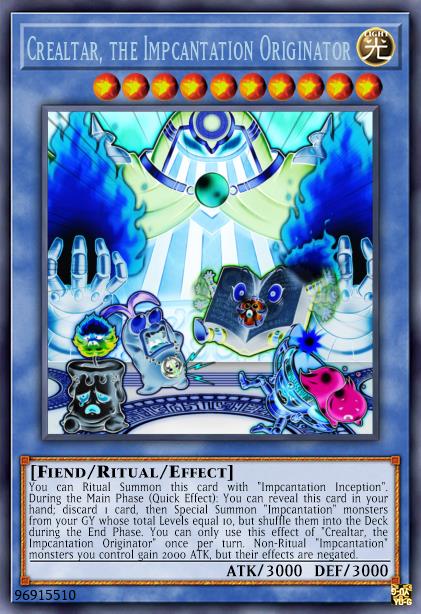 Crealtar, the Impcantation Originator
LIGHT
光
[Fiend/Ritual/Effect]
You can Ritual Summon this card with "Impcantation Inception".
During the Main Phase (Quick Effect): You can reveal this card in your
hand; discard 1 card, then Special Summon "Impcantation" monsters
from your GY whose total Levels equal 10, but shuffle them into the Deck
during the End Phase. You can only use this effect of "Crealtar, the
Impcantation Originator" once per turn. Non-Ritual "Impcantation"
monsters you control gain 2000 ATK, but their effects are negated.
ATK/3000 DEF/3000
96915510